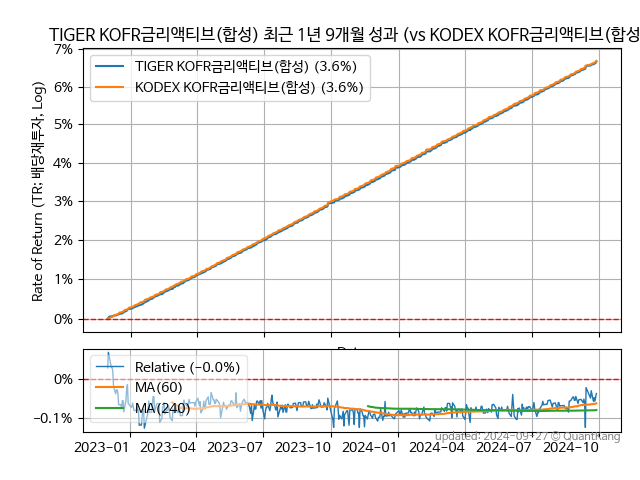 TIGER KOFR금리액티브(합성) 최근 1년 9개월 성과 (vs KODEX KOFR금리액티브(합성
7%
6%
5%
4%
3%
2%
1%
0%
Rate of Return (TR: 배당재투자, Log)
TIGER KOFR금리액티브(합성) (3.6%)
KODEX KOFR금리액티브(합성) (3.6%)
0%
−0.1%
Relative (−0.0%)
MA(60)
MA(240)
updated: 2024-09-27 © QuantKang
2023−01 2023−04 2023−07 2023−10 2024−01 2024−04 2024−07 2024−10